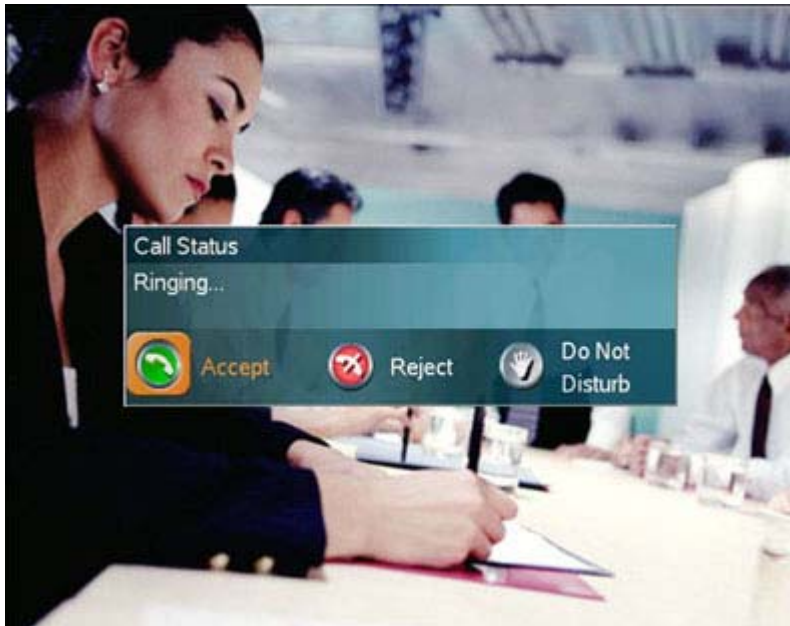 Call Status
Ringing...
Accept
Reject
Do Not
Disturb